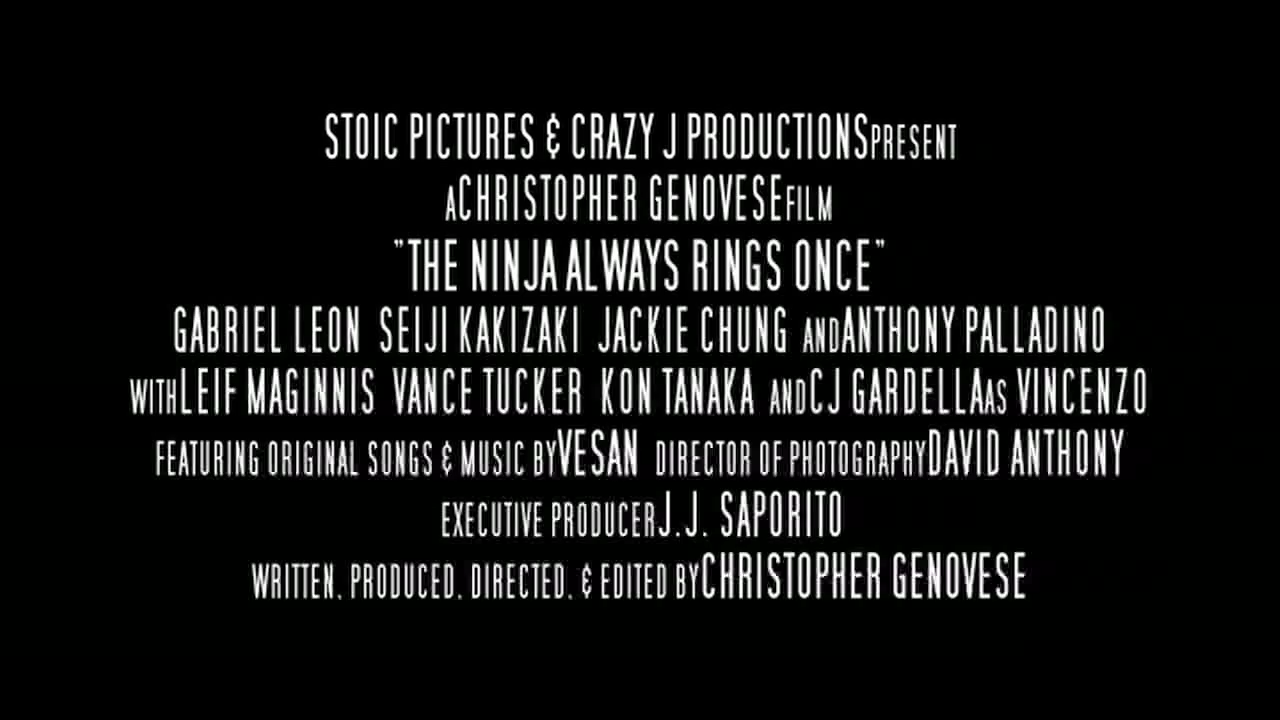 STOIC PICTURES & CRAZY J PRODUCTIONS PRESENT
A CHRISTOPHER GENOVESE FILM
"THE NINJA ALWAYS RINGS ONCE"
GABRIEL LEON SEIJI KAKIZAKI JACKIE CHUNG AND ANTHONY PALLADINO
WITH LEIF MAGINNIS VANCE TUCKER KON TANAKA AND CJ GARDELLA AS VINCENZO
FEATURING ORIGINAL SONGS & MUSIC BY VESAN DIRECTOR OF PHOTOGRAPHY DAVID ANTHONY
EXECUTIVE PRODUCER J.J. SAPORITO
WRITTEN, PRODUCED, DIRECTED, & EDITED BY CHRISTOPHER GENOVESE